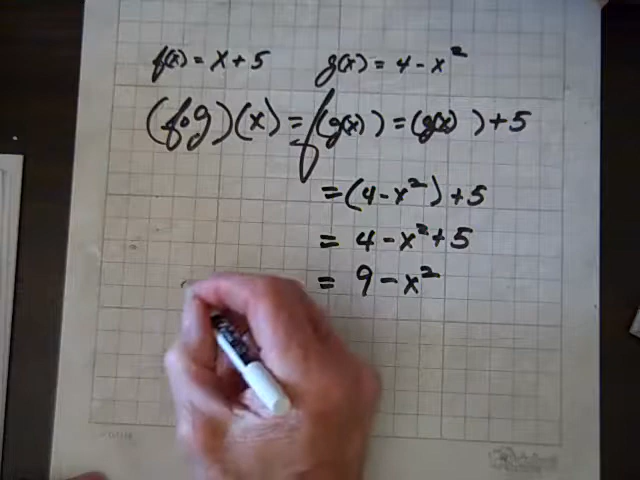 f(x) = x + 5 g(x) = 4 - x²
(f∘g)(x) = f(g(x)) = (g(x)) + 5
= (4 - x²) + 5
= 4 - x² + 5
= 9 - x²